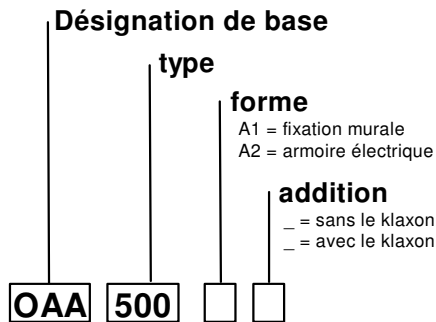 Désignation de base
type
forme
A1 = fixation murale
A2 = armoire électrique
addition
_ = sans le klaxon
_ = avec le klaxon
OAA 500